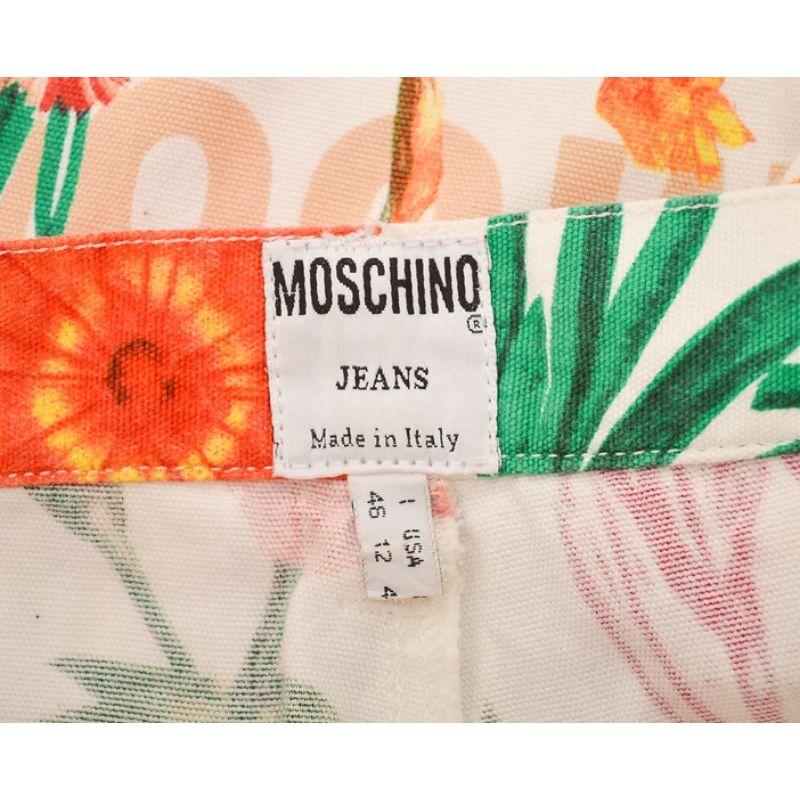 MOSCHINO
®
JEANS
Made in Italy
I USA
46 12 4